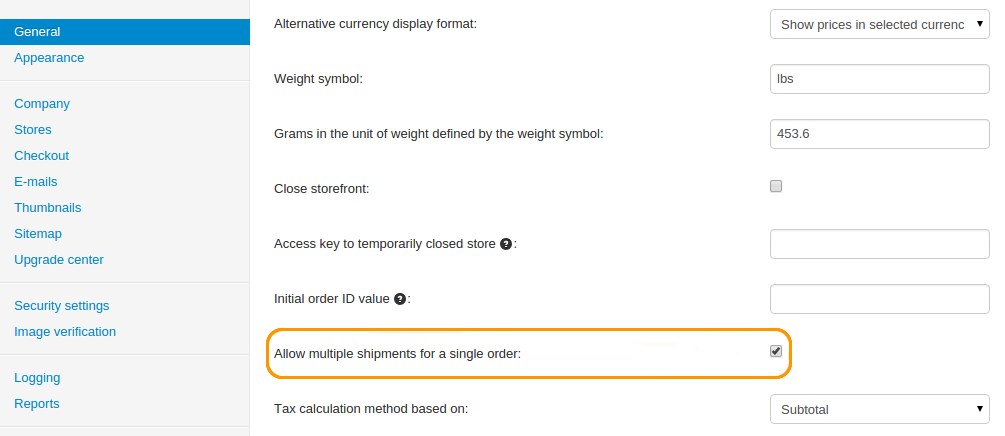 General
Appearance
Company
Stores
Checkout
E-mails
Thumbnails
Sitemap
Upgrade center
Security settings
Image verification
Logging
Reports
Alternative currency display format:
Show prices in selected currenc
Weight symbol:
lbs
Grams in the unit of weight defined by the weight symbol:
453.6
Close storefront:
Access key to temporarily closed store ?:
Initial order ID value ?:
Allow multiple shipments for a single order:
Tax calculation method based on:
Subtotal